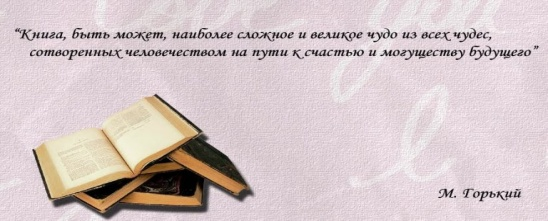 “Книга, быть может, наиболее сложное и великое чудо из всех чудес,
сотворенных человечеством на пути к счастью и могуществу будущего”
М. Горький